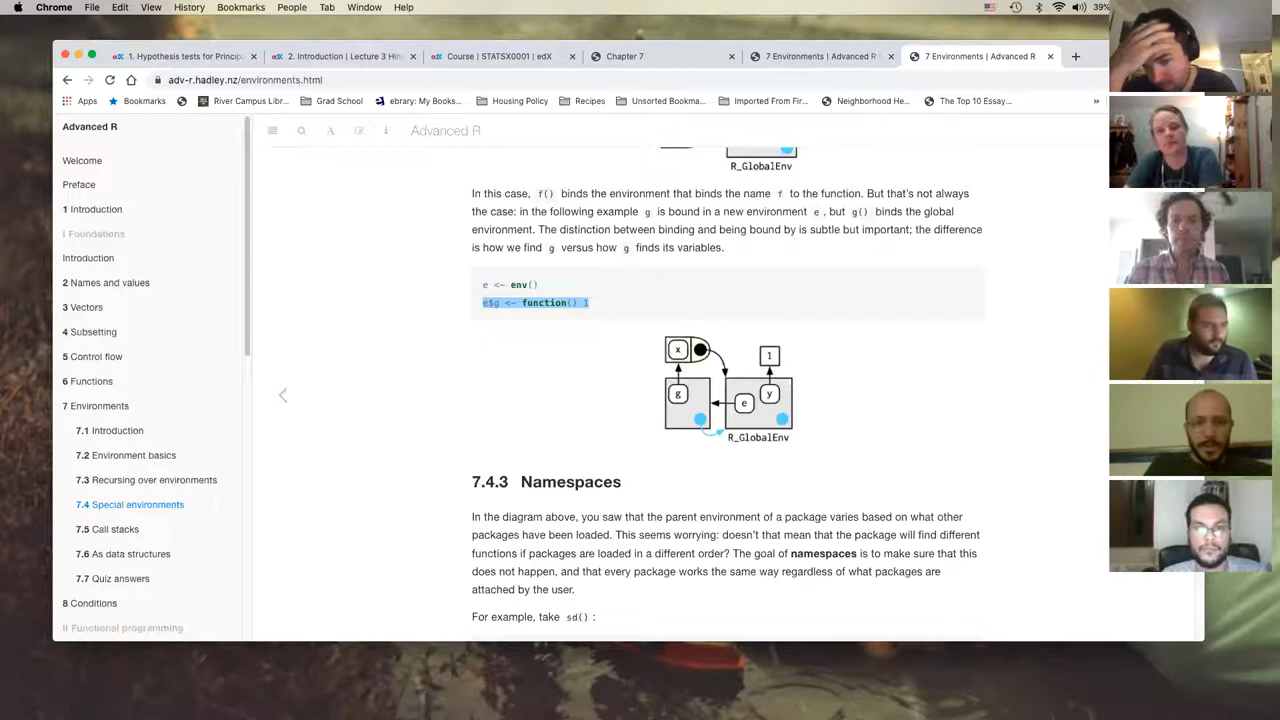 Chrome File Edit View History Bookmarks People Tab Window Help 39%
1. Hypothesis tests for Princip 2. Introduction | Lecture 3 Hin Course | STATSX0001 | edX Chapter 7 7 Environments | Advanced R 7 Environments | Advanced R
adv-r.hadley.nz/environments.html
Apps Bookmarks River Campus Libr... Grad School ebrary: My Books... Housing Policy Recipes Unsorted Bookma... Imported From Fir... Neighborhood He... The Top 10 Essay... »
Advanced R
Welcome
Preface
1 Introduction
I Foundations
Introduction
2 Names and values
3 Vectors
4 Subsetting
5 Control flow
6 Functions
7 Environments
7.1 Introduction
7.2 Environment basics
7.3 Recursing over environments
7.4 Special environments
7.5 Call stacks
7.6 As data structures
7.7 Quiz answers
8 Conditions
II Functional programming
Advanced R
R_GlobalEnv
In this case, f() binds the environment that binds the name f to the function. But that's not always
the case: in the following example g is bound in a new environment e, but g() binds the global
environment. The distinction between binding and being bound by is subtle but important; the difference
is how we find g versus how g finds its variables.
e <- env()
e$g <- function() 1
x 1
g e y
R_GlobalEnv
7.4.3 Namespaces
In the diagram above, you saw that the parent environment of a package varies based on what other
packages have been loaded. This seems worrying: doesn't that mean that the package will find different
functions if packages are loaded in a different order? The goal of namespaces is to make sure that this
does not happen, and that every package works the same way regardless of what packages are
attached by the user.
For example, take sd() :